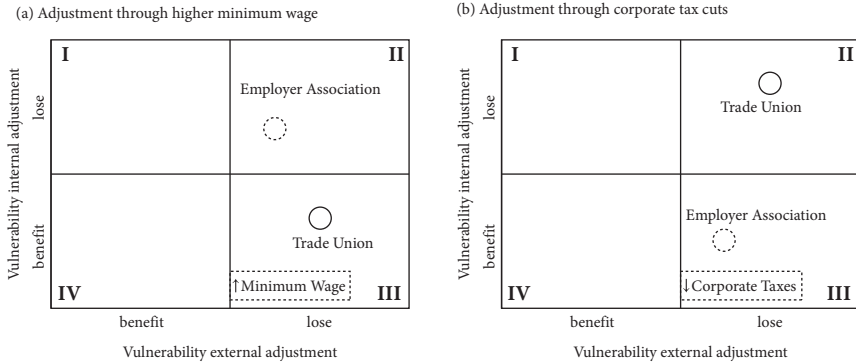 (a) Adjustment through higher minimum wage
Vulnerability internal adjustment
lose
benefit
I
II
Employer Association
Trade Union
↑Minimum Wage
IV
III
benefit
lose
Vulnerability external adjustment
(b) Adjustment through corporate tax cuts
Vulnerability internal adjustment
lose
benefit
I
II
Trade Union
Employer Association
↓Corporate Taxes
IV
III
benefit
lose
Vulnerability external adjustment